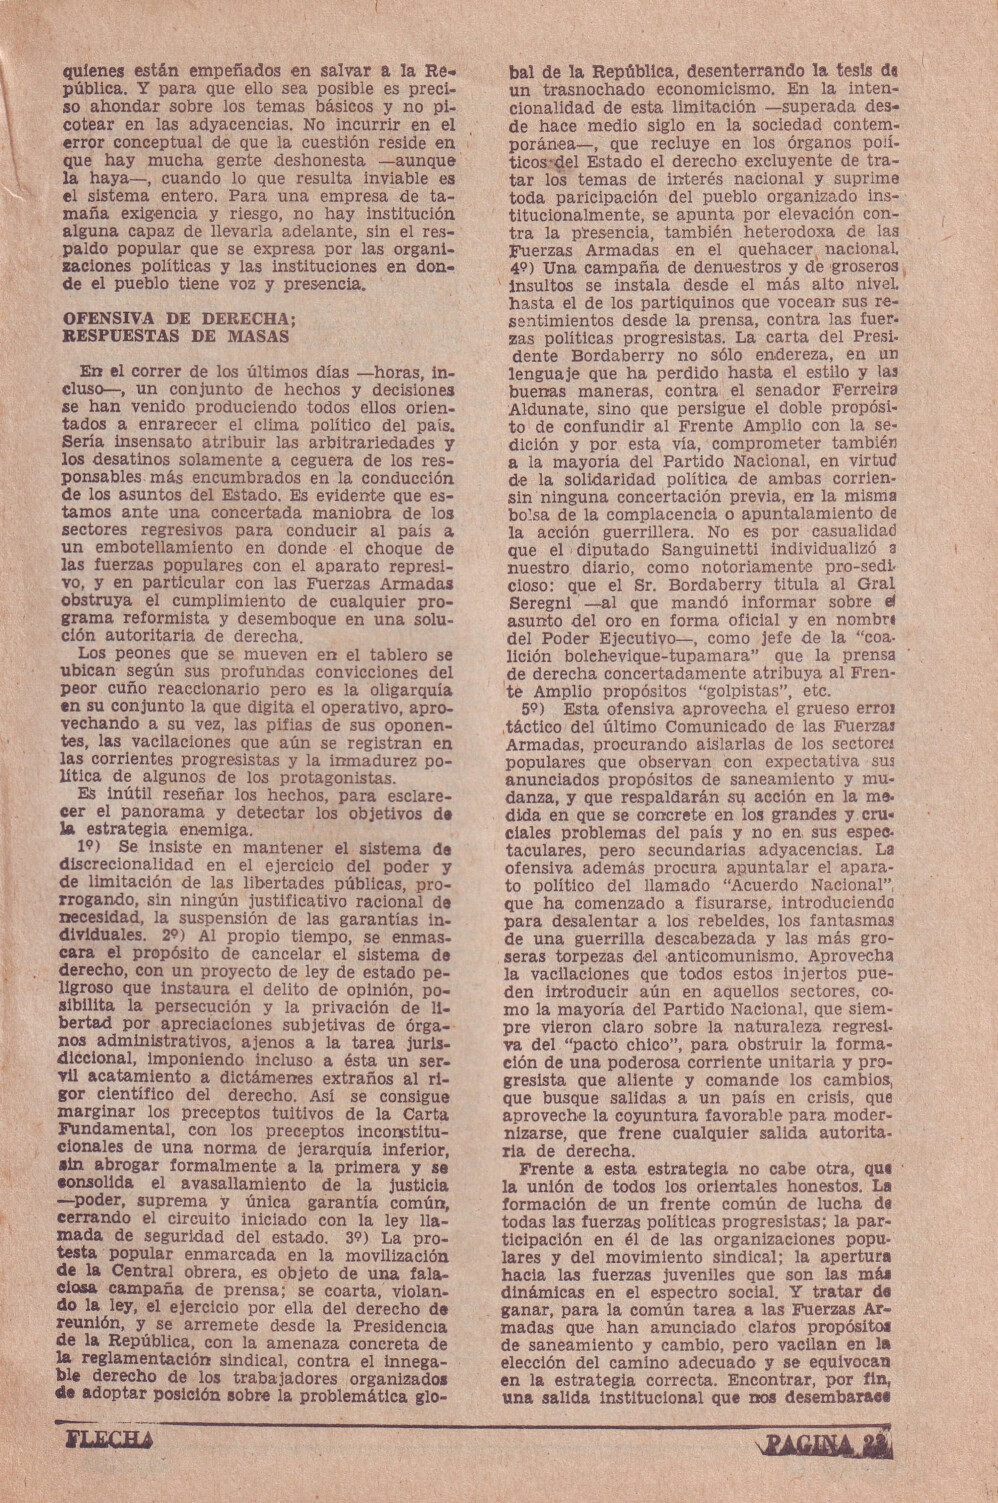 quienes están empeñados en salvar a la Re-
pública. Y para que ello sea posible es preci-
so ahondar sobre los temas básicos y no pi-
cotear en las adyacencias. No incurrir en el
error conceptual de que la cuestión reside en
que hay mucha gente deshonesta —aunque
la haya—, cuando lo que resulta inviable es
el sistema entero. Para una empresa de ta-
maña exigencia y riesgo, no hay institución
alguna capaz de llevarla adelante, sin el res-
paldo popular que se expresa por las organi-
zaciones políticas y las instituciones en don-
de el pueblo tiene voz y presencia.
OFENSIVA DE DERECHA;
RESPUESTAS DE MASAS
En el correr de los últimos días —horas, in-
cluso—, un conjunto de hechos y decisiones
se han venido produciendo todos ellos orien-
tados a enrarecer el clima político del país.
Sería insensato atribuir las arbitrariedades y
los desatinos solamente a ceguera de los res-
ponsables más encumbrados en la conducción
de los asuntos del Estado. Es evidente que es-
tamos ante una concertada maniobra de los
sectores regresivos para conducir al país a
un embotellamiento en donde el choque de
las fuerzas populares con el aparato represi-
vo, y en particular con las Fuerzas Armadas
obstruya el cumplimiento de cualquier pro-
grama reformista y desemboque en una solu-
ción autoritaria de derecha.
Los peones que se mueven en el tablero se
ubican según sus profundas convicciones del
peor cuño reaccionario pero es la oligarquía
en su conjunto la que digita el operativo, apro-
vechando a su vez, las pifias de sus oponen-
tes, las vacilaciones que aún se registran en
las corrientes progresistas y la inmadurez po-
lítica de algunos de los protagonistas.
Es inútil reseñar los hechos, para esclare-
cer el panorama y detectar los objetivos de
la estrategia enemiga.
1º) Se insiste en mantener el sistema de
discrecionalidad en el ejercicio del poder y
de limitación de las libertades públicas, pro-
rrogando, sin ningún justificativo racional de
necesidad, la suspensión de las garantías in-
dividuales. 2º) Al propio tiempo, se enmas-
cara el propósito de cancelar el sistema de
derecho, con un proyecto de ley de estado pe-
ligroso que instaura el delito de opinión, po-
sibilita la persecución y la privación de li-
bertad por apreciaciones subjetivas de órga-
nos administrativos, ajenos a la tarea juris-
diccional, imponiendo incluso a ésta un ser-
vil acatamiento a dictámenes extraños al ri-
gor científico del derecho. Así se consigue
marginar los preceptos tuitivos de la Carta
Fundamental, con los preceptos inconstitu-
cionales de una norma de jerarquía inferior,
sin abrogar formalmente a la primera y se
consolida el avasallamiento de la justicia
—poder, suprema y única garantía común,
cerrando el circuito iniciado con la ley lla-
mada de seguridad del estado. 3º) La pro-
testa popular enmarcada en la movilización
de la Central obrera, es objeto de una fala-
ciosa campaña de prensa; se coarta, violan-
do la ley, el ejercicio por ella del derecho de
reunión, y se arremete desde la Presidencia
de la República, con la amenaza concreta de
la reglamentación sindical, contra el innega-
ble derecho de los trabajadores organizados
de adoptar posición sobre la problemática glo-
bal de la República, desenterrando la tesis de
un trasnochado economicismo. En la inten-
cionalidad de esta limitación —superada des-
de hace medio siglo en la sociedad contem-
poránea—, que recluye en los órganos polí-
ticos del Estado el derecho excluyente de tra-
tar los temas de interés nacional y suprime
toda paricipación del pueblo organizado ins-
titucionalmente, se apunta por elevación con-
tra la presencia, también heterodoxa de las
Fuerzas Armadas en el quehacer nacional.
4º) Una campaña de denuestros y de groseros
insultos se instala desde el más alto nivel
hasta el de los partiquinos que vocean sus re-
sentimientos desde la prensa, contra las fuer-
zas políticas progresistas. La carta del Presi-
dente Bordaberry no sólo endereza, en un
lenguaje que ha perdido hasta el estilo y las
buenas maneras, contra el senador Ferreira
Aldunate, sino que persigue el doble propósi-
to de confundir al Frente Amplio con la se-
dición y por esta vía, comprometer también
a la mayoría del Partido Nacional, en virtud
de la solidaridad política de ambas corrien-
sin ninguna concertación previa, en la misma
bolsa de la complacencia o apuntalamiento de
la acción guerrillera. No es por casualidad
que el diputado Sanguinetti individualizó a
nuestro diario, como notoriamente pro-sedi-
cioso: que el Sr. Bordaberry titula al Gral
Seregni —al que mandó informar sobre el
asunto del oro en forma oficial y en nombre
del Poder Ejecutivo—, como jefe de la "coa-
lición bolchevique-tupamara" que la prensa
de derecha concertadamente atribuya al Fren-
te Amplio propósitos "golpistas", etc.
5º) Esta ofensiva aprovecha el grueso error
táctico del último Comunicado de las Fuerzas
Armadas, procurando aislarlas de los sectores
populares que observan con expectativa sus
anunciados propósitos de saneamiento y mu-
danza, y que respaldarán su acción en la me-
dida en que se concrete en los grandes y cru-
ciales problemas del país y no en sus espec-
taculares, pero secundarias adyacencias. La
ofensiva además procura apuntalar el apara-
to político del llamado "Acuerdo Nacional",
que ha comenzado a fisurarse, introduciendo
para desalentar a los rebeldes, los fantasmas
de una guerrilla descabezada y las más gro-
seras torpezas del anticomunismo. Aprovecha
la vacilaciones que todos estos injertos pue-
den introducir aún en aquellos sectores, co-
mo la mayoría del Partido Nacional, que siem-
pre vieron claro sobre la naturaleza regresi-
va del "pacto chico", para obstruir la forma-
ción de una poderosa corriente unitaria y pro-
gresista que aliente y comande los cambios,
que busque salidas a un país en crisis, que
aproveche la coyuntura favorable para moder-
nizarse, que frene cualquier salida autorita-
ria de derecha.
Frente a esta estrategia no cabe otra, que
la unión de todos los orientales honestos. La
formación de un frente común de lucha de
todas las fuerzas políticas progresistas; la par-
ticipación en él de las organizaciones popu-
lares y del movimiento sindical; la apertura
hacia las fuerzas juveniles que son las más
dinámicas en el espectro social. Y tratar de
ganar, para la común tarea a las Fuerzas Ar-
madas que han anunciado claros propósitos
de saneamiento y cambio, pero vacilan en la
elección del camino adecuado y se equivocan
en la estrategia correcta. Encontrar, por fin,
una salida institucional que nos desembarace
FLECHA
PAGINA 23